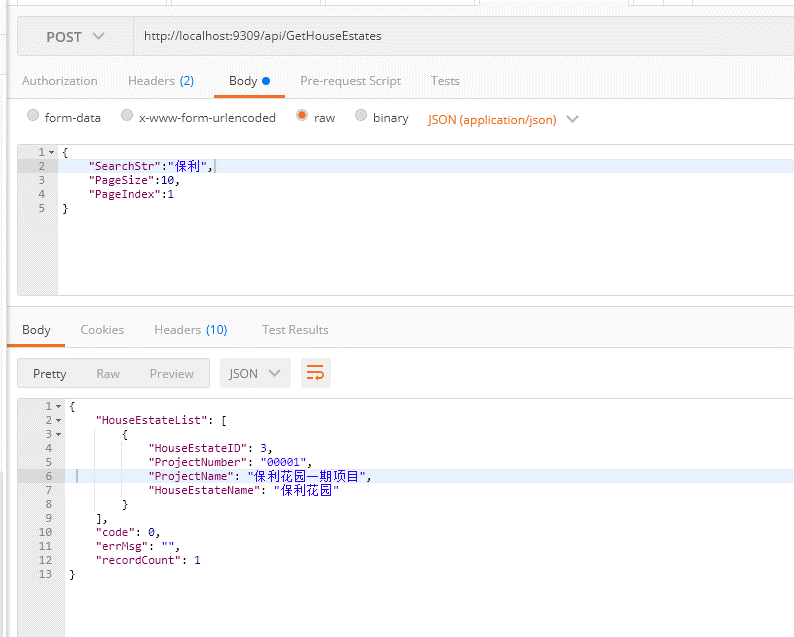 POST http://localhost:9309/api/GetHouseEstates
Authorization Headers (2) Body Pre-request Script Tests
form-data x-www-form-urlencoded raw binary JSON (application/json)
1 {
2 "SearchStr":"保利",
3 "PageSize":10,
4 "PageIndex":1
5 }
Body Cookies Headers (10) Test Results
Pretty Raw Preview JSON
1 {
2 "HouseEstateList": [
3 {
4 "HouseEstateID": 3,
5 "ProjectNumber": "00001",
6 "ProjectName": "保利花园一期项目",
7 "HouseEstateName": "保利花园"
8 }
9 ],
10 "code": 0,
11 "errMsg": "",
12 "recordCount": 1
13 }